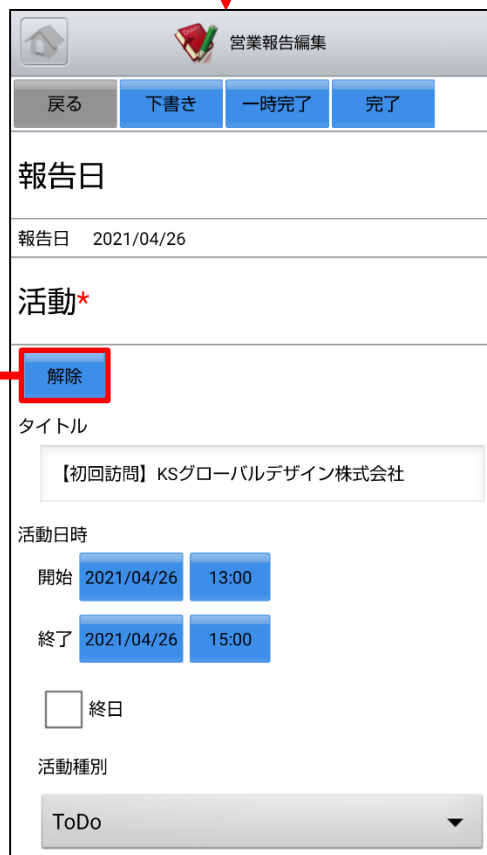 営業報告編集
戻る 下書き 一時完了 完了
報告日
報告日 2021/04/26
活動*
解除
タイトル
【初回訪問】KSグローバルデザイン株式会社
活動日時
開始 2021/04/26 13:00
終了 2021/04/26 15:00
終日
活動種別
ToDo